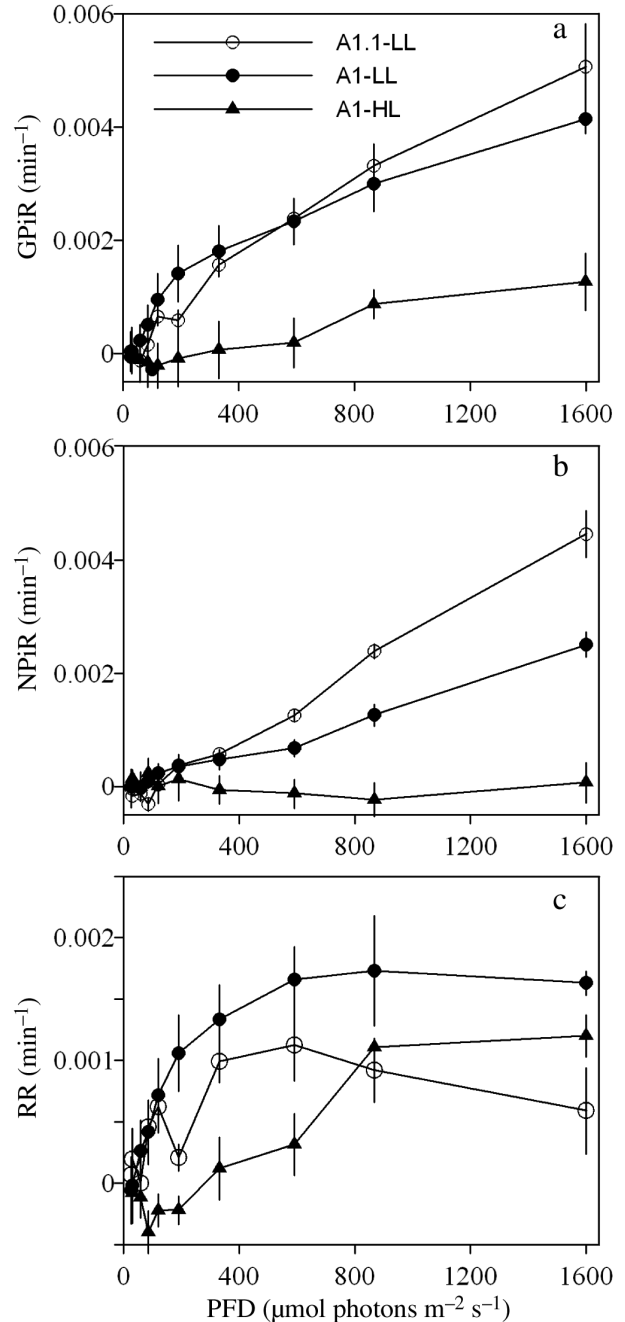 a
A1.1-LL
A1-LL
A1-HL
GPiR (min⁻¹)
0.006
0.004
0.002
0
0 400 800 1200 1600
b
NPiR (min⁻¹)
0.006
0.004
0.002
0
0 400 800 1200 1600
c
RR (min⁻¹)
0.002
0.001
0
0 400 800 1200 1600
PFD (μmol photons m⁻² s⁻¹)